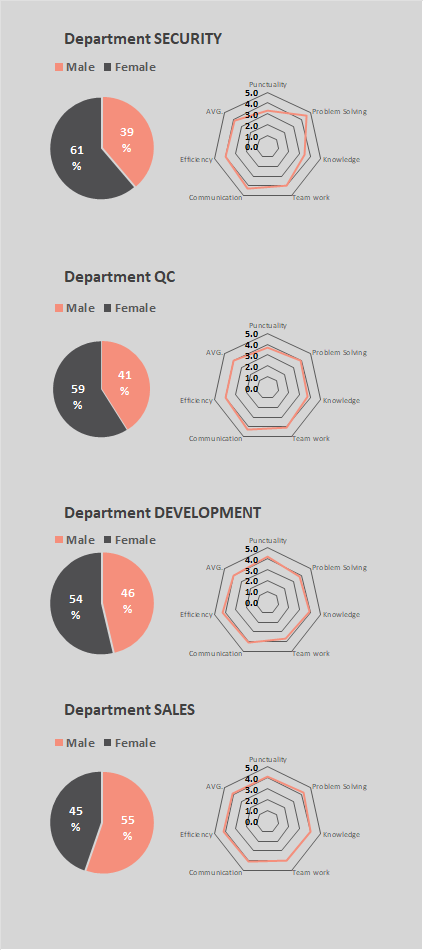 Department SECURITY
Male Female
39
%
61
%
Punctuality
5.0
4.0
3.0
2.0
1.0
0.0
AVG.
Problem Solving
Efficiency
Knowledge
Communication
Team work
Department QC
Male Female
41
%
59
%
Punctuality
5.0
4.0
3.0
2.0
1.0
0.0
AVG.
Problem Solving
Efficiency
Knowledge
Communication
Team work
Department DEVELOPMENT
Male Female
46
%
54
%
Punctuality
5.0
4.0
3.0
2.0
1.0
0.0
AVG.
Problem Solving
Efficiency
Knowledge
Communication
Team work
Department SALES
Male Female
45
%
55
%
Punctuality
5.0
4.0
3.0
2.0
1.0
0.0
AVG.
Problem Solving
Efficiency
Knowledge
Communication
Team work